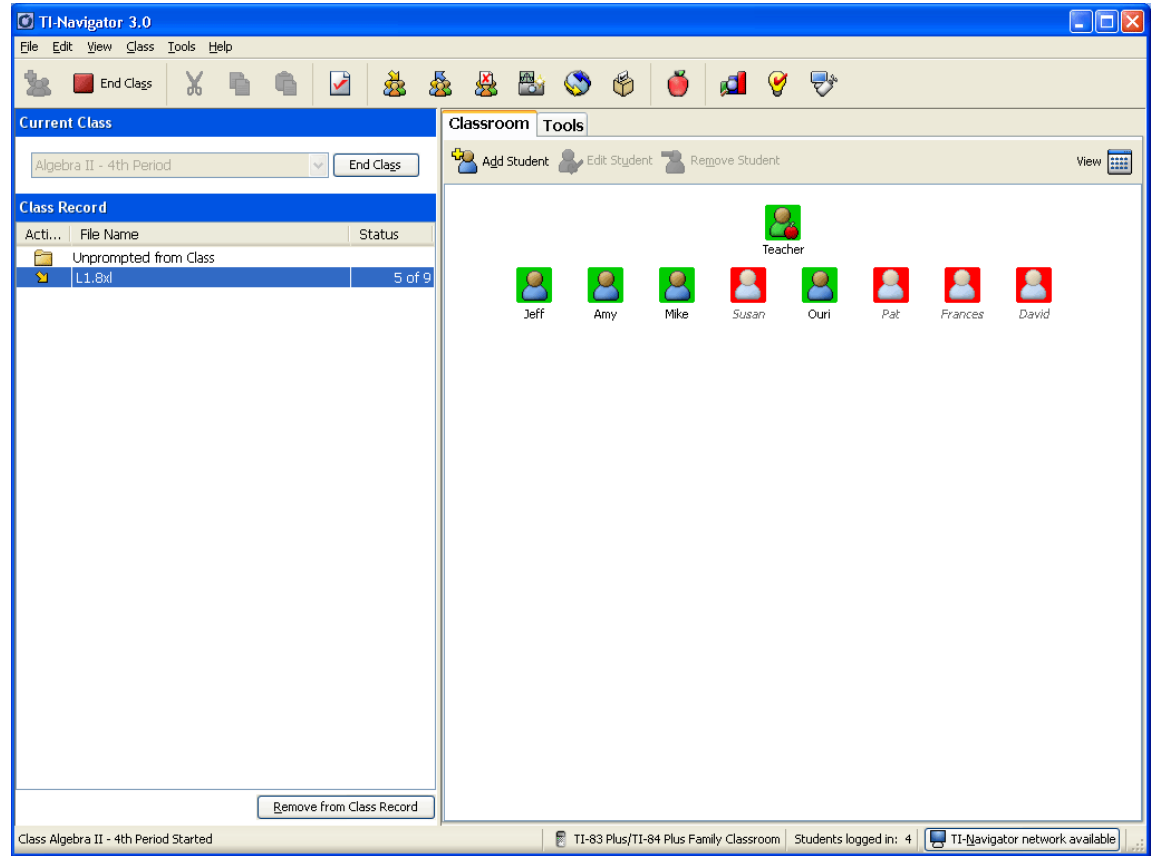 TI-Navigator 3.0
File Edit View Class Tools Help
End Class
Current Class
Algebra II - 4th Period End Class
Class Record
Acti... File Name Status
Unprompted from Class
L1.8xl 5 of 9
Remove from Class Record
Classroom Tools
Add Student Edit Student Remove Student View
Teacher
Jeff Amy Mike Susan Ouri Pat Frances David
Class Algebra II - 4th Period Started TI-83 Plus/TI-84 Plus Family Classroom Students logged in: 4 TI-Navigator network available